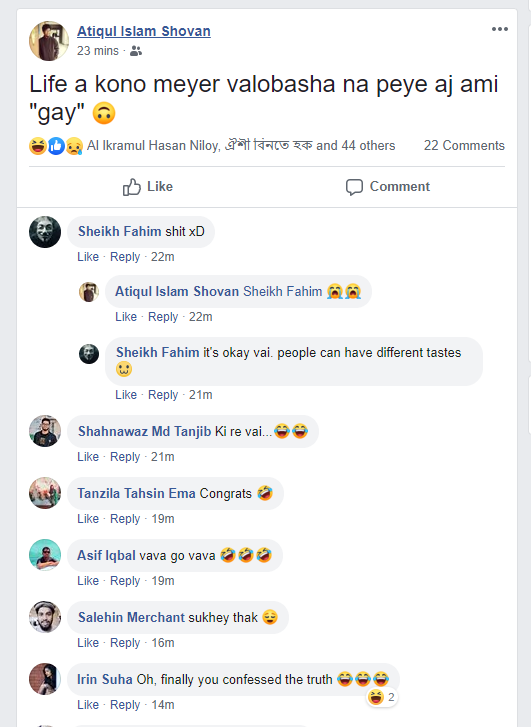 Atiqul Islam Shovan
23 mins ·
Life a kono meyer valobasha na peye aj ami
"gay" 🙃
Al Ikramul Hasan Niloy, ঐশী বিনতে হক and 44 others 22 Comments
Like Comment
Sheikh Fahim shit xD
Like · Reply · 22m
Atiqul Islam Shovan Sheikh Fahim 😭😭
Like · Reply · 22m
Sheikh Fahim it's okay vai. people can have different tastes
🙂
Like · Reply · 21m
Shahnawaz Md Tanjib Ki re vai...😂😂
Like · Reply · 21m
Tanzila Tahsin Ema Congrats 🤣
Like · Reply · 19m
Asif Iqbal vava go vava 🤣🤣🤣
Like · Reply · 19m
Salehin Merchant sukhey thak 😌
Like · Reply · 16m
Irin Suha Oh, finally you confessed the truth 😂😂😂
2
Like · Reply · 14m